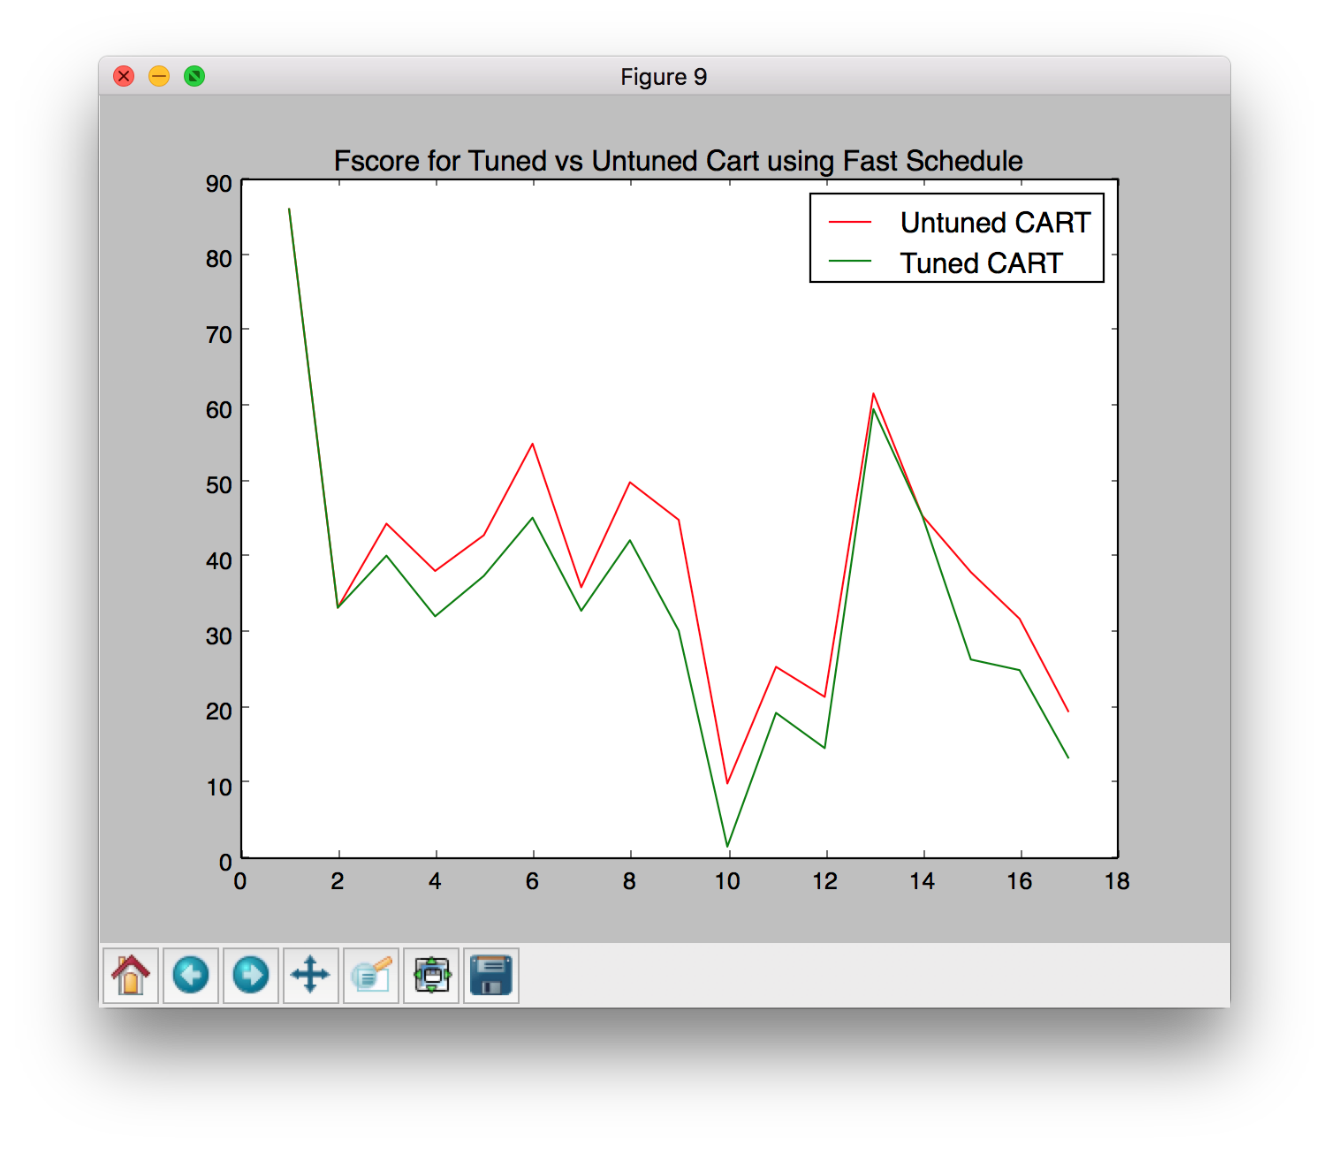 Figure 9
Fscore for Tuned vs Untuned Cart using Fast Schedule
Untuned CART
Tuned CART
90
80
70
60
50
40
30
20
10
0
0 2 4 6 8 10 12 14 16 18